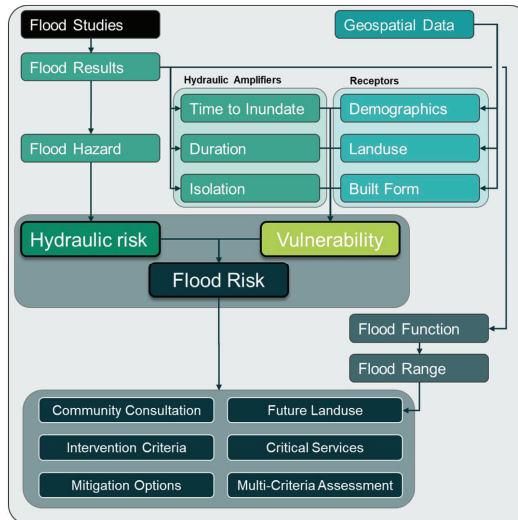 Flood Studies
Geospatial Data
Flood Results
Hydraulic Amplifiers
Receptors
Time to Inundate
Demographics
Flood Hazard
Duration
Landuse
Isolation
Built Form
Hydraulic risk
Vulnerability
Flood Risk
Flood Function
Flood Range
Community Consultation
Future Landuse
Intervention Criteria
Critical Services
Mitigation Options
Multi-Criteria Assessment